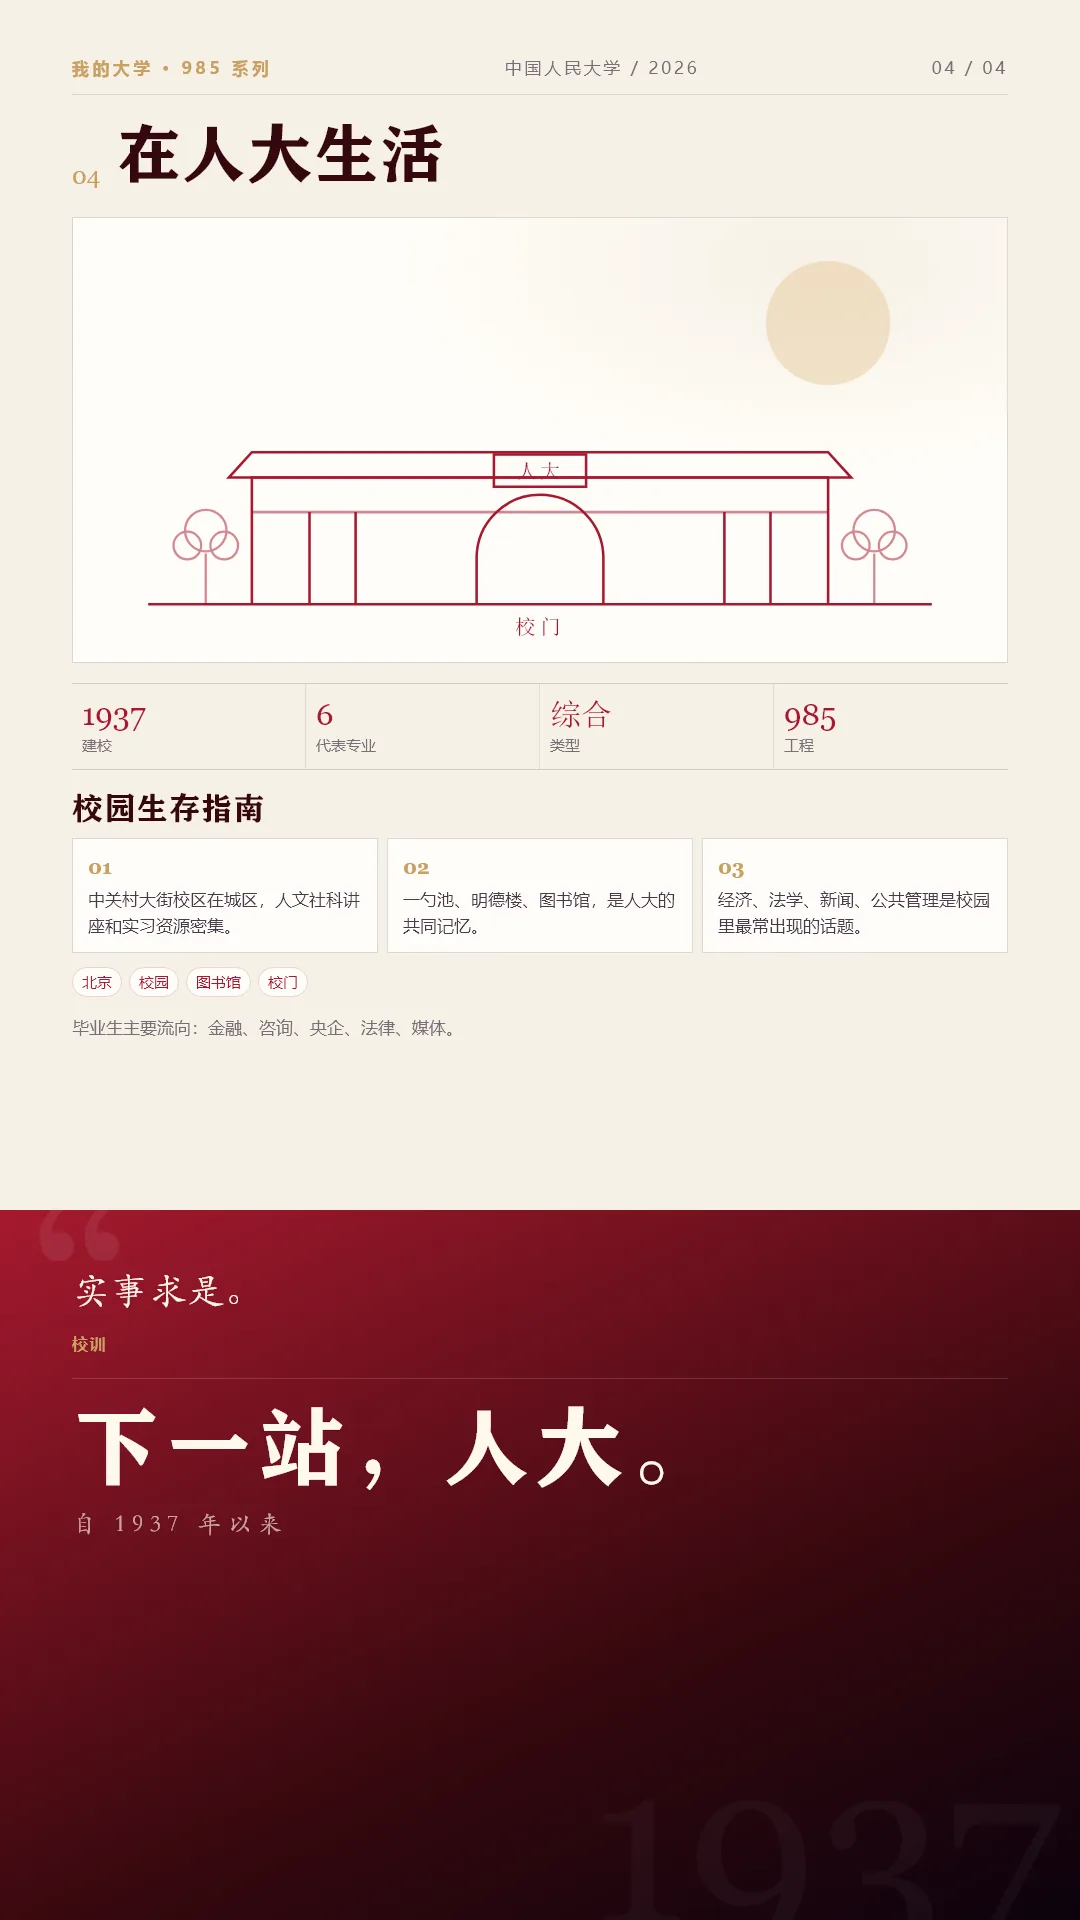 我的大学 · 985 系列
中国人民大学 / 2026
04 / 04
04 在人大生活
人大
校门
1937
建校
6
代表专业
综合
类型
985
工程
校园生存指南
01
中关村大街校区在城区，人文社科讲
座和实习资源密集。
02
一勺池、明德楼、图书馆，是人大的
共同记忆。
03
经济、法学、新闻、公共管理是校园
里最常出现的话题。
北京
校园
图书馆
校门
毕业生主要流向：金融、咨询、央企、法律、媒体。
“
实事求是。
校训
下一站，人大。
自 1937 年以来
1937